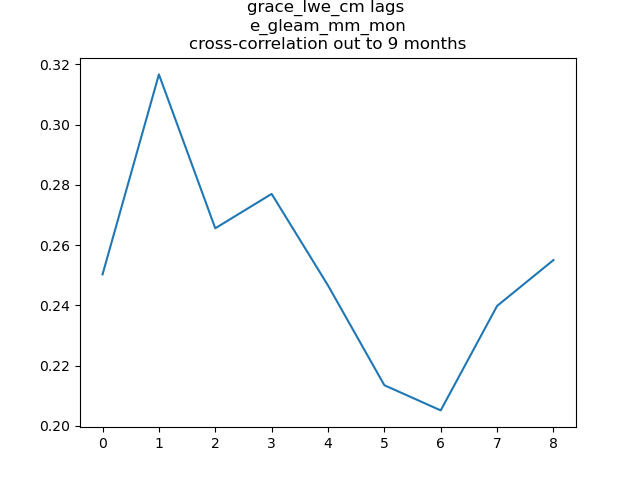 grace_lwe_cm lags
e_gleam_mm_mon
cross-correlation out to 9 months
0.32
0.30
0.28
0.26
0.24
0.22
0.20
0 1 2 3 4 5 6 7 8